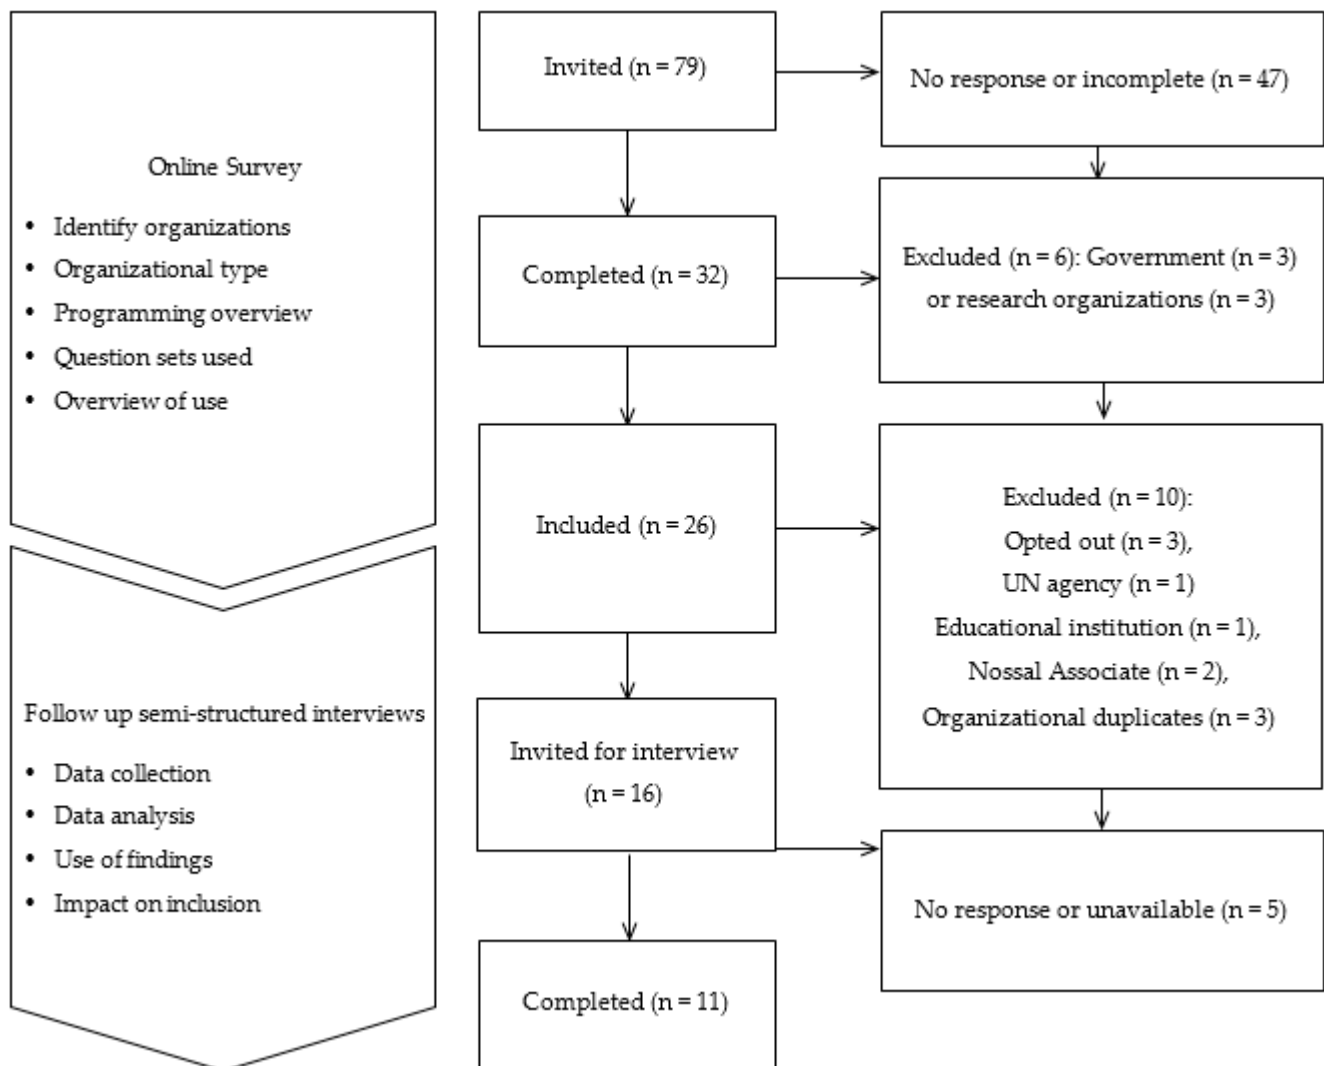 Online Survey
• Identify organizations
• Organizational type
• Programming overview
• Question sets used
• Overview of use
Follow up semi-structured interviews
• Data collection
• Data analysis
• Use of findings
• Impact on inclusion
Invited (n = 79)
No response or incomplete (n = 47)
Completed (n = 32)
Excluded (n = 6): Government (n = 3)
or research organizations (n = 3)
Included (n = 26)
Excluded (n = 10):
Opted out (n = 3),
UN agency (n = 1)
Educational institution (n = 1),
Nossal Associate (n = 2),
Organizational duplicates (n = 3)
Invited for interview
(n = 16)
No response or unavailable (n = 5)
Completed (n = 11)